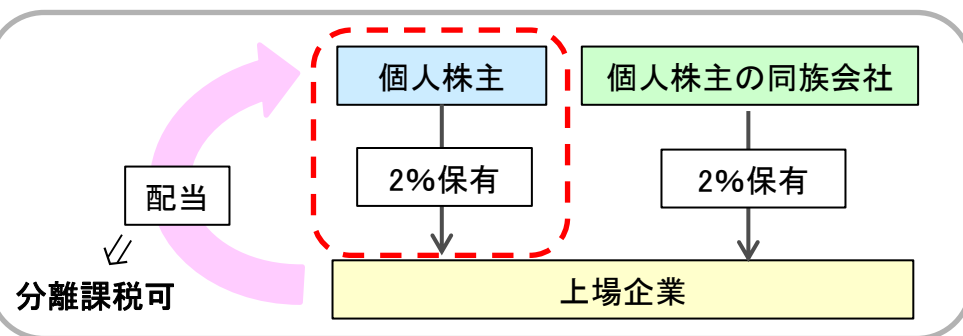 個人株主
個人株主の同族会社
2%保有
2%保有
配当
分離課税可
上場企業